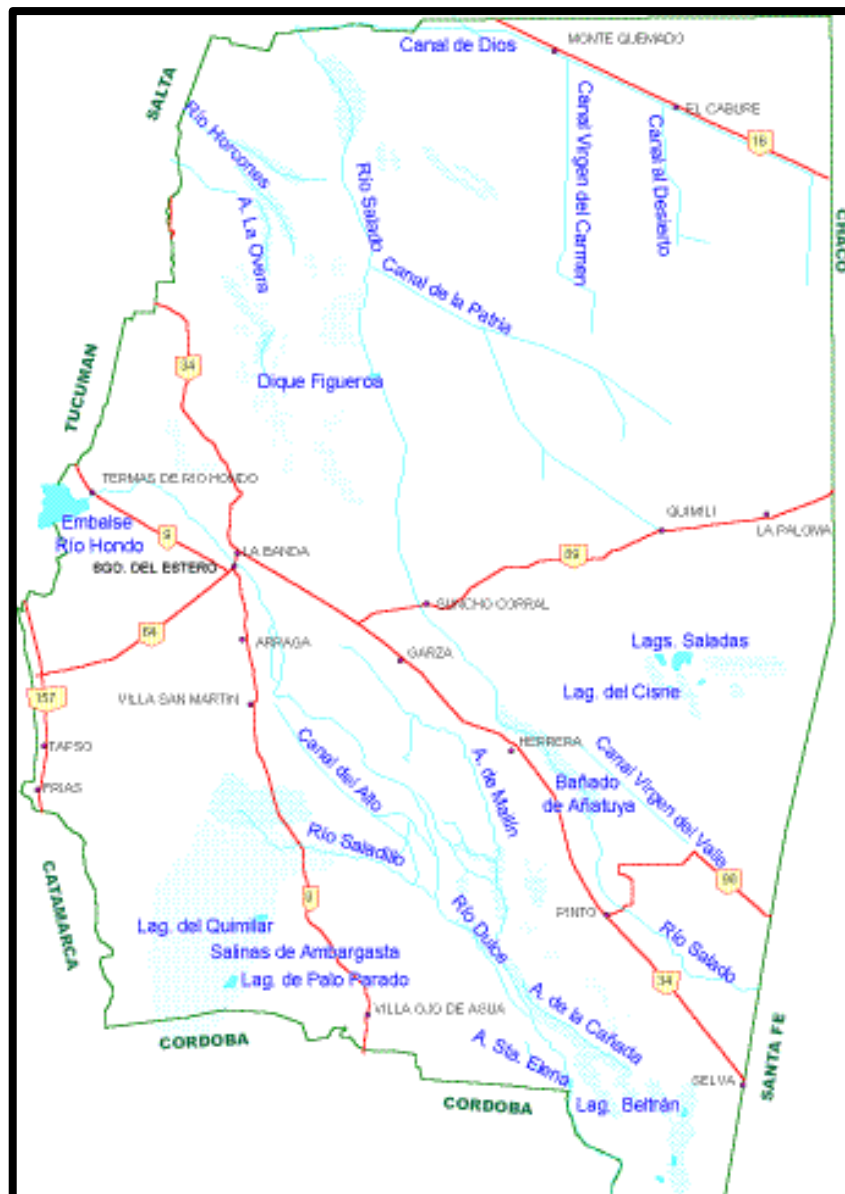 Canal de Dios
MONTE QUEMADO
SALTA
Río Horcones
EL CABURE
16
Canal Virgen del Carmen
Canal al Desierto
Río Salado
A. La Overa
CHACO
Canal de la Patria
34
Dique Figueroa
TUCUMAN
TERMAS DE RIO HONDO
Embalse
Río Hondo
9
QUIMILI
LA PALOMA
LA BANDA
SGO. DEL ESTERO
89
SUNCHO CORRAL
64
ARRAGA
GARZA
Lags. Saladas
Lag. del Cisne
157
VILLA SAN MARTIN
TAPSO
HERRERA
Canal del Alto
A. de Mailín
Canal Virgen del Valle
Bañado
de Añatuya
FRIAS
Río Saladillo
98
CATAMARCA
9
PINTO
Lag. del Quimilar
Río Dulce
Río Salado
Salinas de Ambargasta
Lag. de Palo Parado
34
VILLA OJO DE AGUA
A. de la Cañada
CORDOBA
A. Sta. Elena
SELVA
SANTA FE
CORDOBA
Lag. Beltrán